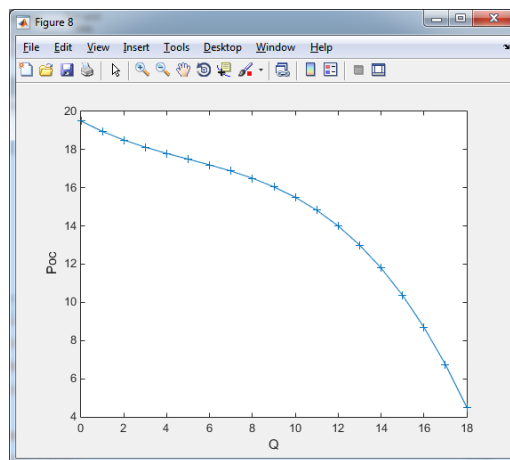 Figure 8
File Edit View Insert Tools Desktop Window Help
20
18
16
14
12
10
8
6
4
Poc
0 2 4 6 8 10 12 14 16 18
Q